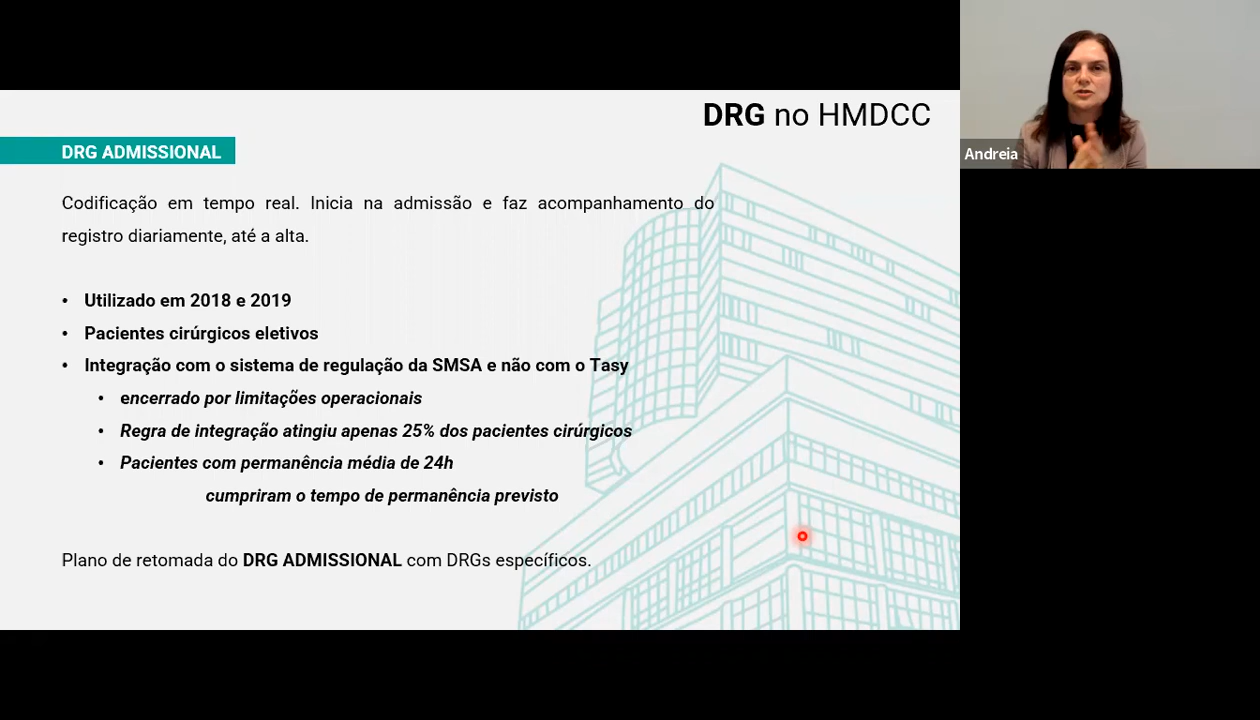 DRG no HMDCC
DRG ADMISSIONAL
Codificação em tempo real. Inicia na admissão e faz acompanhamento do
registro diariamente, até a alta.
• Utilizado em 2018 e 2019
• Pacientes cirúrgicos eletivos
• Integração com o sistema de regulação da SMSA e não com o Tasy
• encerrado por limitações operacionais
• Regra de integração atingiu apenas 25% dos pacientes cirúrgicos
• Pacientes com permanência média de 24h
cumpriram o tempo de permanência previsto
Plano de retomada do DRG ADMISSIONAL com DRGs específicos.
Andreia